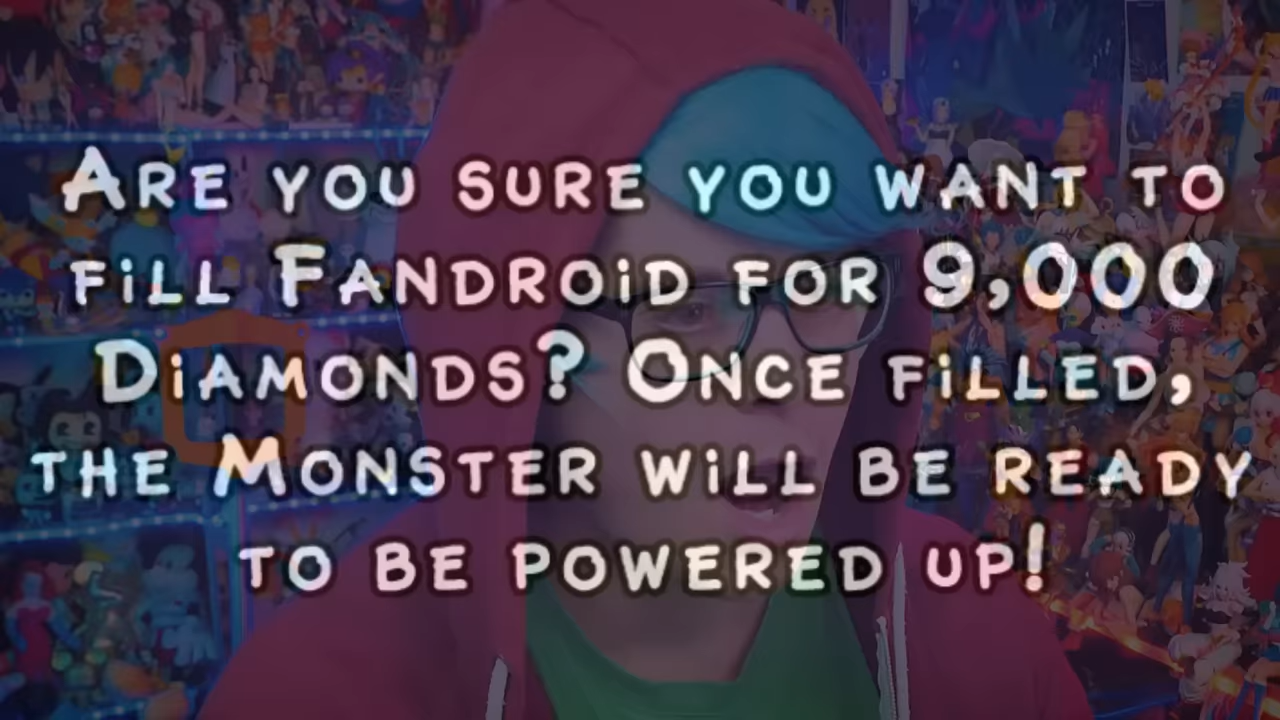 Are you sure you want to
fill Fandroid for 9,000
Diamonds? Once filled,
the Monster will be ready
to be powered up!